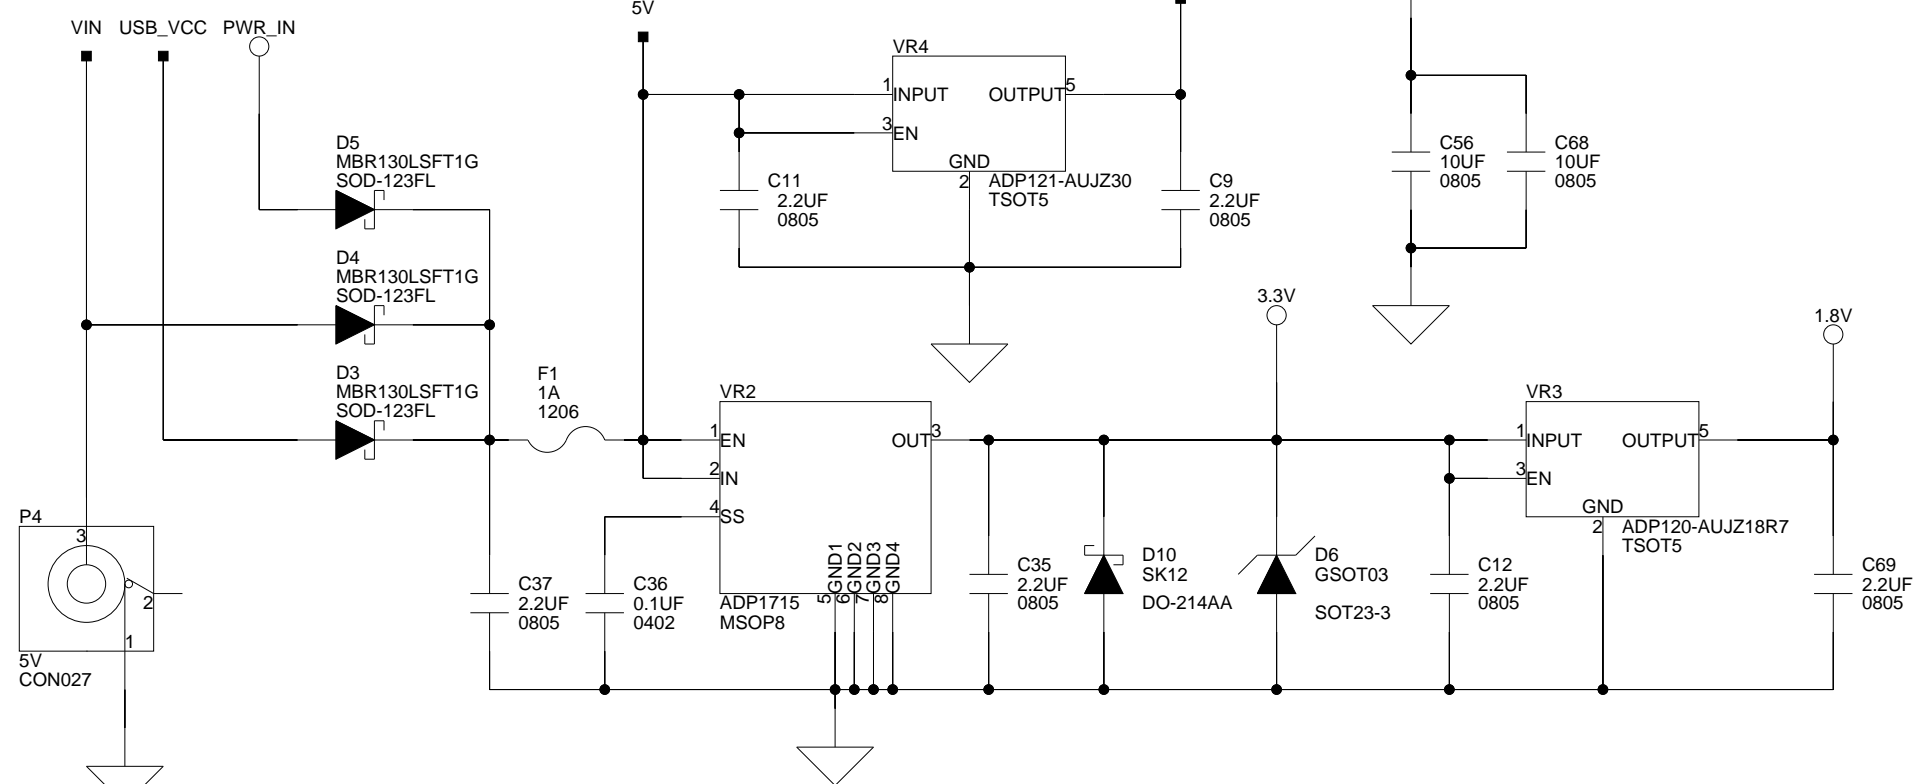 VIN USB_VCC PWR_IN
5V
VR4
1 INPUT OUTPUT 5
3 EN
GND
2
ADP121-AUJZ30
TSOT5
C11
2.2UF
0805
C9
2.2UF
0805
C56
10UF
0805
C68
10UF
0805
D5
MBR130LSFT1G
SOD-123FL
D4
MBR130LSFT1G
SOD-123FL
D3
MBR130LSFT1G
SOD-123FL
F1
1A
1206
3.3V
1.8V
VR2
1 EN OUT 3
2 IN
4 SS
GND1
GND2
GND3
GND4
5
6
7
8
ADP1715
MSOP8
VR3
1 INPUT OUTPUT 5
3 EN
GND
2
ADP120-AUJZ18R7
TSOT5
P4
3
2
1
5V
CON027
C37
2.2UF
0805
C36
0.1UF
0402
C35
2.2UF
0805
D10
SK12
DO-214AA
D6
GSOT03
SOT23-3
C12
2.2UF
0805
C69
2.2UF
0805